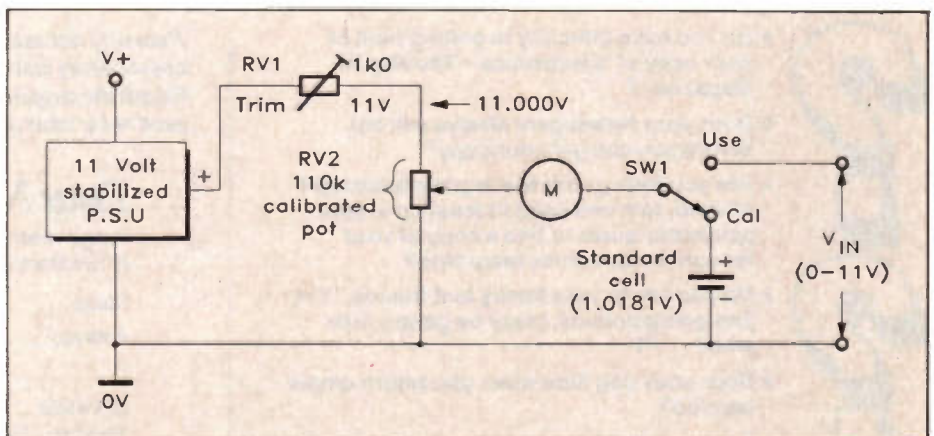 V+
RV1
1k0
Trim
11V
11.000V
11 Volt
stabilized
P.S.U
+
RV2
110k
calibrated
pot
M
SW1
Use
Cal
Standard
cell
(1.0181V)
+
-
V IN
(0-11V)
0V